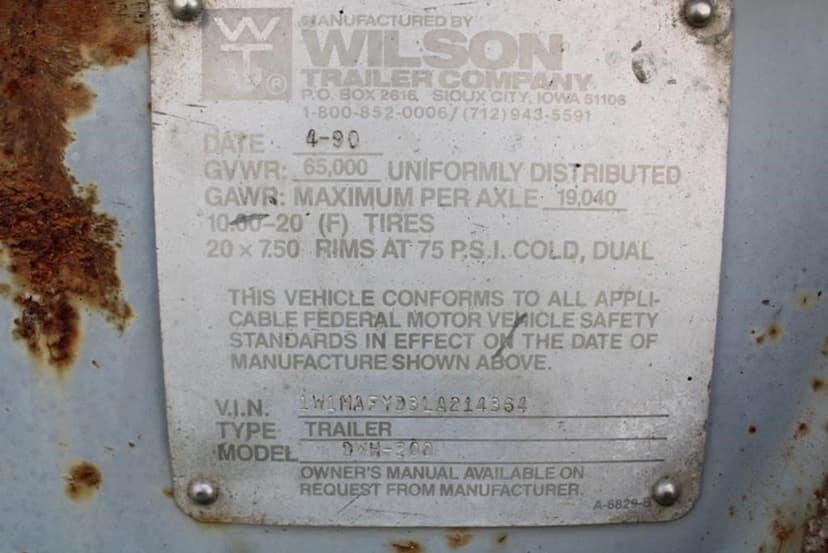 WTC ®
MANUFACTURED BY
WILSON
TRAILER COMPANY
P.O. BOX 2616, SIOUX CITY, IOWA 51106
1-800-852-0006/(712)943-5591
DATE 4-90
GVWR: 65,000 UNIFORMLY DISTRIBUTED
GAWR: MAXIMUM PER AXLE 19,040
10.00-20 (F) TIRES
20 x 7.50 RIMS AT 75 P.S.I. COLD, DUAL
THIS VEHICLE CONFORMS TO ALL APPLI-
CABLE FEDERAL MOTOR VEHICLE SAFETY
STANDARDS IN EFFECT ON THE DATE OF
MANUFACTURE SHOWN ABOVE.
V.I.N. 1W1MAFYD3LA214364
TYPE TRAILER
MODEL
OWNER'S MANUAL AVAILABLE ON
REQUEST FROM MANUFACTURER.
A-6829-B